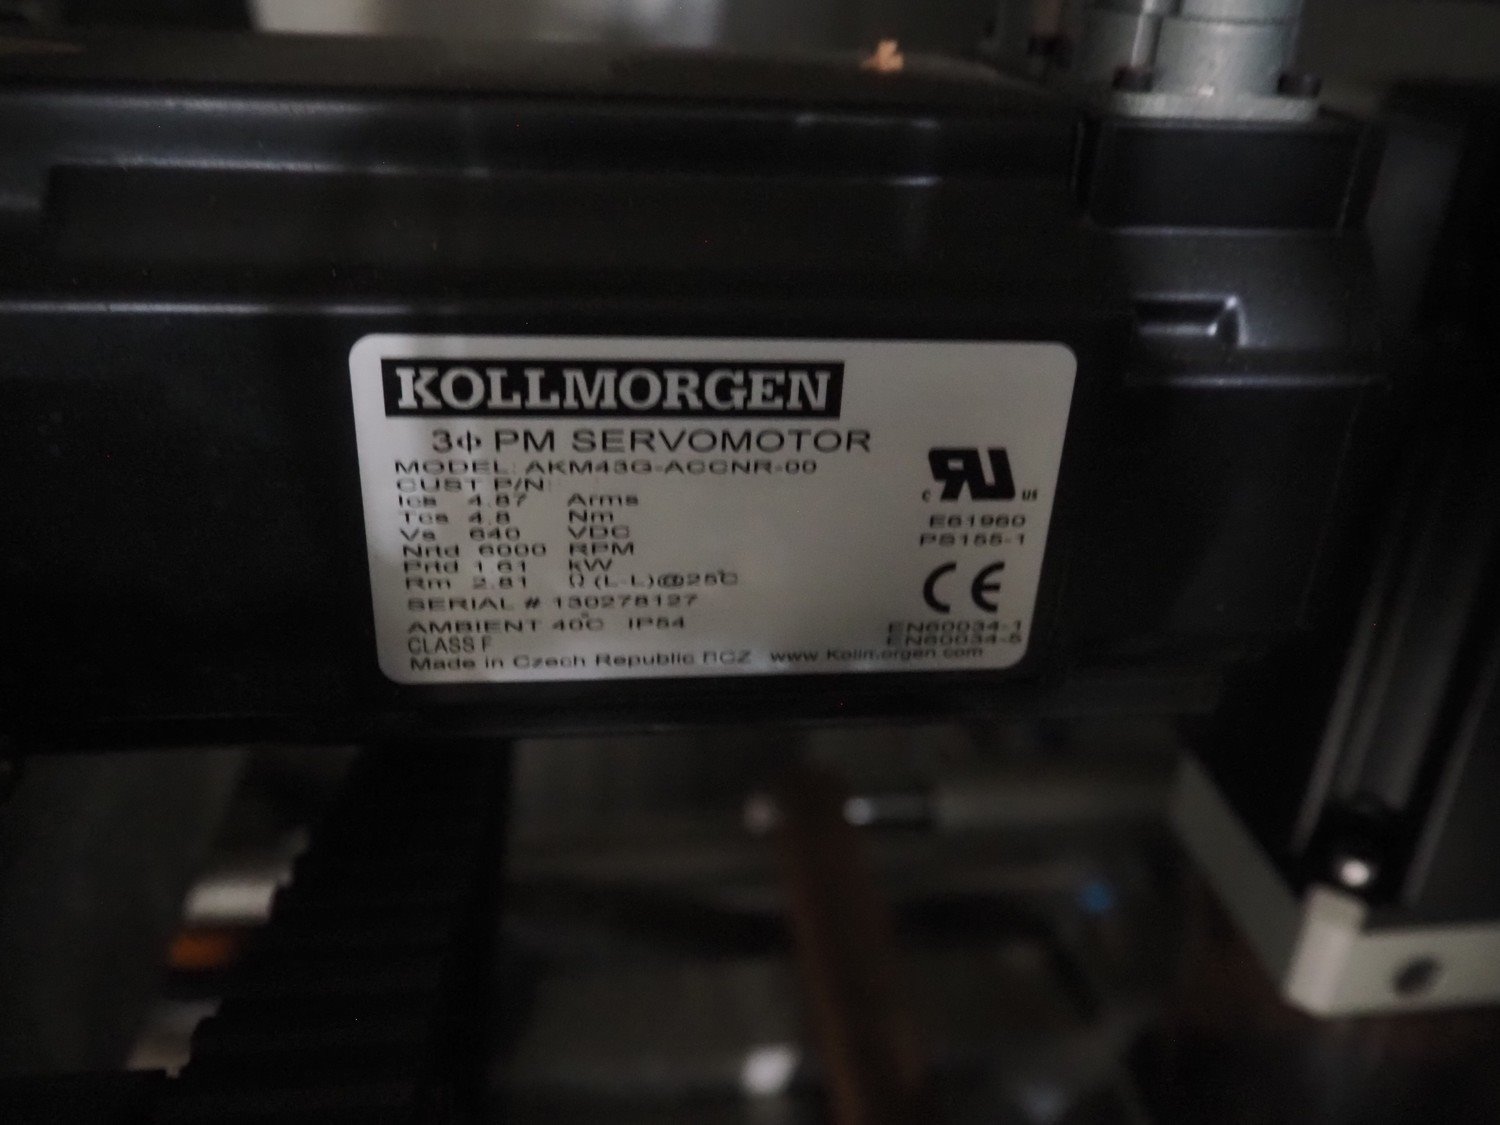 KOLLMORGEN
3Φ PM SERVOMOTOR
MODEL: AKM43G-ACCNR-00
CUST P/N:
Ics 4.87 Arms
Tcs 4.8 Nm
Vs 640 VDC
Nrtd 6000 RPM
Prtd 1.61 kW
Rm 2.81 Ω (L-L)@25°C
SERIAL # 130278127
AMBIENT 40°C IP54
CLASS F
Made in Czech Republic RCZ www.Kollmorgen.com
c RU us
E61960
PS155-1
CE
EN60034-1
EN60034-5